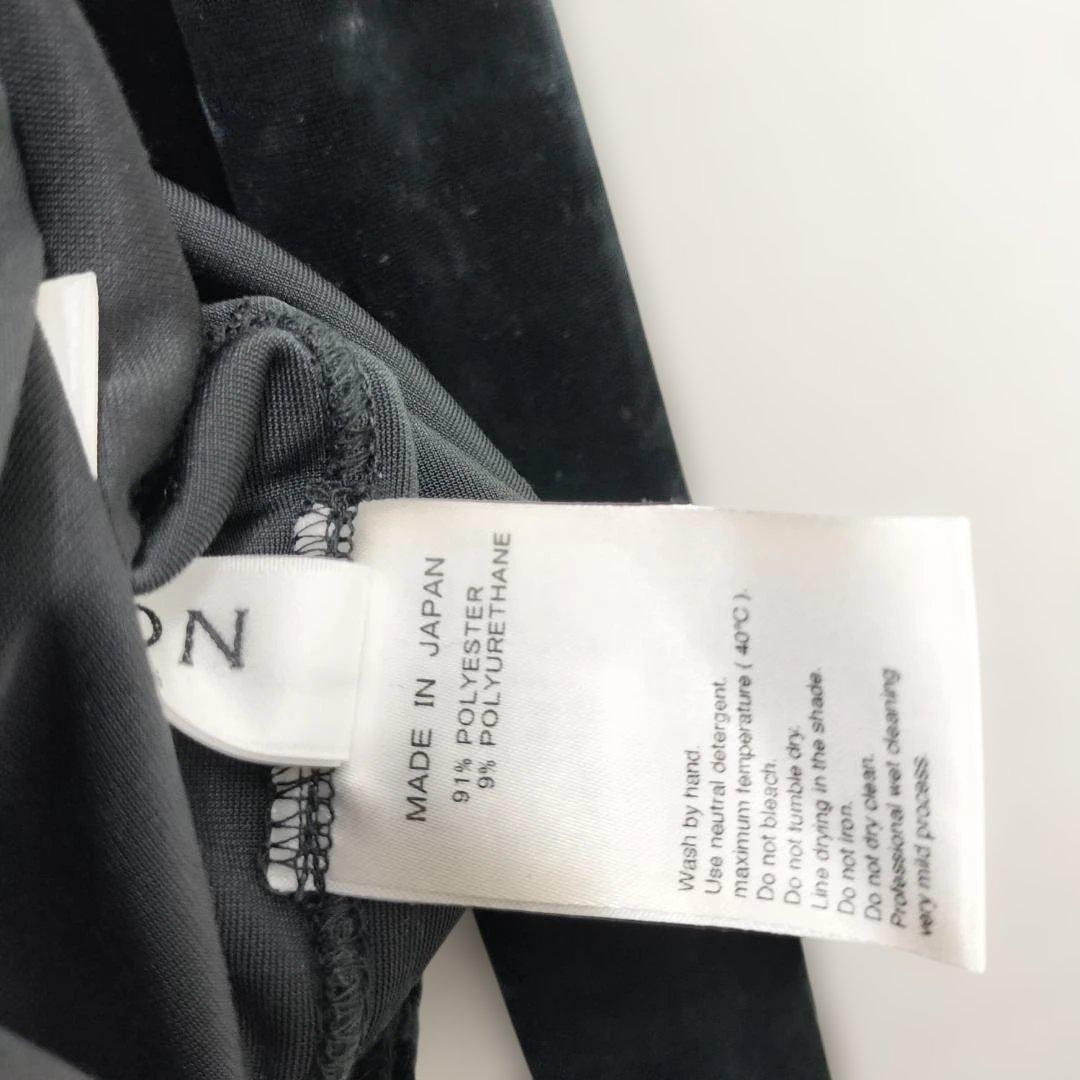 N
MADE IN JAPAN
91% POLYESTER
9% POLYURETHANE
Wash by hand.
Use neutral detergent.
maximum temperature ( 40°C ).
Do not bleach.
Do not tumble dry.
Line drying in the shade.
Do not iron.
Do not dry clean.
Professional wet cleaning
very mild process.